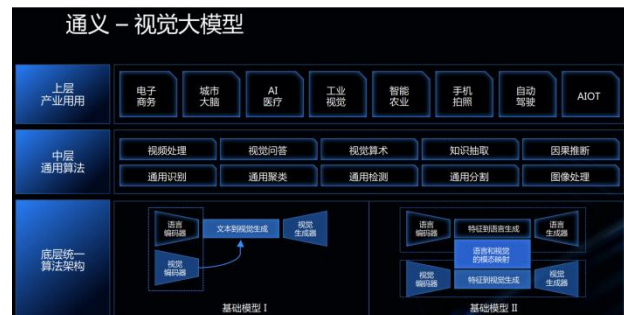 通义 – 视觉大模型
上层
产业用用
电子
商务
城市
大脑
AI
医疗
工业
视觉
智能
农业
手机
拍照
自动
驾驶
AIOT
中层
通用算法
视频处理
视觉问答
视觉算术
知识抽取
因果推断
通用识别
通用聚类
通用检测
通用分割
图像处理
底层统一
算法架构
语言
编码器
文本到视觉生成
视觉
生成器
视觉
编码器
基础模型 I
语言
编码器
特征到语言生成
语言
生成器
语言和视觉
的模态映射
视觉
编码器
特征到视觉生成
视觉
生成器
基础模型 II